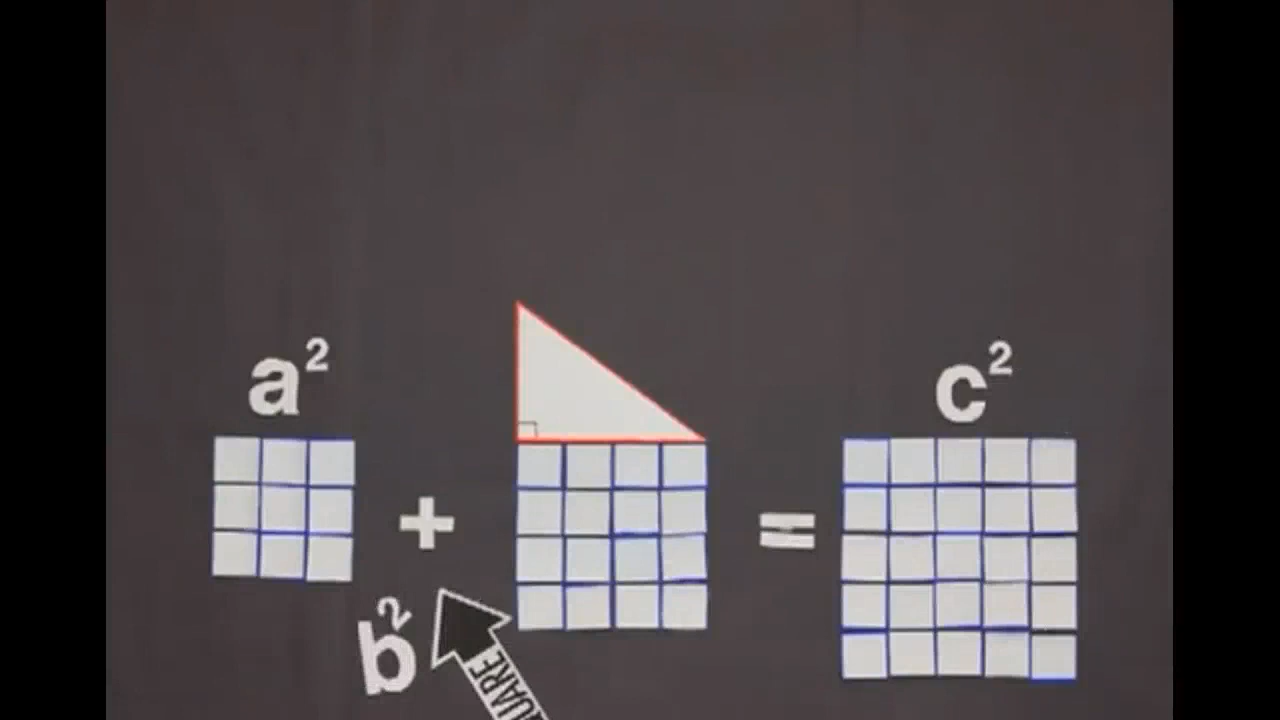 a²
+
=
c²
b²